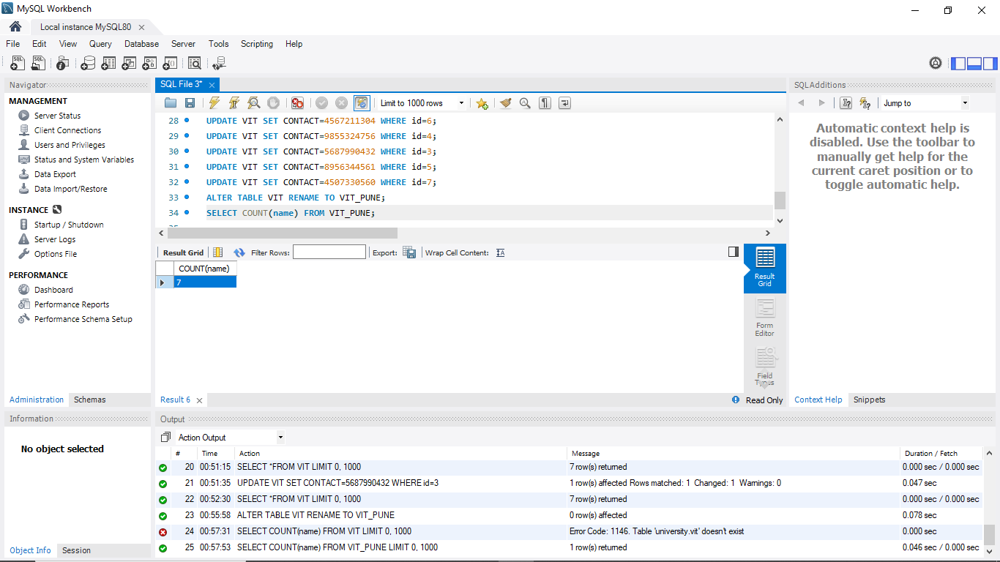 MySQL Workbench
Local instance MySQL80
File Edit View Query Database Server Tools Scripting Help
Navigator
MANAGEMENT
Server Status
Client Connections
Users and Privileges
Status and System Variables
Data Export
Data Import/Restore
INSTANCE
Startup / Shutdown
Server Logs
Options File
PERFORMANCE
Dashboard
Performance Reports
Performance Schema Setup
Administration Schemas
Information
No object selected
Object Info Session
SQL File 3*
Limit to 1000 rows
28 UPDATE VIT SET CONTACT=4567211304 WHERE id=6;
29 UPDATE VIT SET CONTACT=9855324756 WHERE id=4;
30 UPDATE VIT SET CONTACT=5687990432 WHERE id=3;
31 UPDATE VIT SET CONTACT=8956344561 WHERE id=5;
32 UPDATE VIT SET CONTACT=4507330560 WHERE id=7;
33 ALTER TABLE VIT RENAME TO VIT_PUNE;
34 SELECT COUNT(name) FROM VIT_PUNE;
Result Grid Filter Rows: Export: Wrap Cell Content:
COUNT(name)
7
Result
Grid
Form
Editor
Field
Types
Result 6 Read Only
SQLAdditions
Jump to
Automatic context help is
disabled. Use the toolbar to
manually get help for the
current caret position or to
toggle automatic help.
Context Help Snippets
Output
Action Output
# Time Action Message Duration / Fetch
20 00:51:15 SELECT *FROM VIT LIMIT 0, 1000 7 row(s) returned 0.000 sec / 0.000 sec
21 00:51:35 UPDATE VIT SET CONTACT=5687990432 WHERE id=3 1 row(s) affected Rows matched: 1 Changed: 1 Warnings: 0 0.047 sec
22 00:52:30 SELECT *FROM VIT LIMIT 0, 1000 7 row(s) returned 0.000 sec / 0.000 sec
23 00:55:58 ALTER TABLE VIT RENAME TO VIT_PUNE 0 row(s) affected 0.078 sec
24 00:57:31 SELECT COUNT(name) FROM VIT LIMIT 0, 1000 Error Code: 1146. Table 'university.vit' doesn't exist 0.000 sec
25 00:57:53 SELECT COUNT(name) FROM VIT_PUNE LIMIT 0, 1000 1 row(s) returned 0.046 sec / 0.000 sec